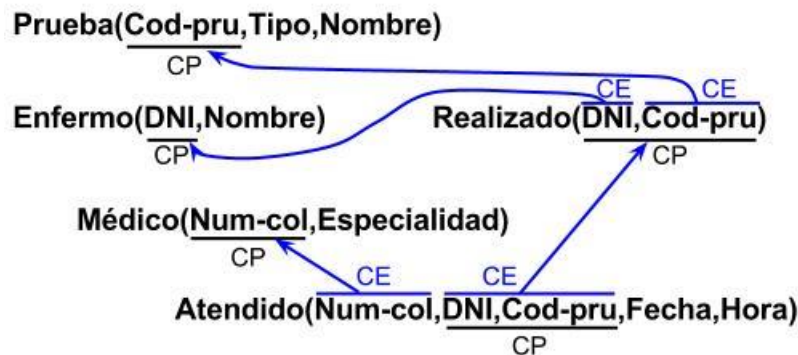 Prueba(Cod-pru,Tipo,Nombre)
CP
CE CE
Enfermo(DNI,Nombre) Realizado(DNI,Cod-pru)
CP CP
Médico(Num-col,Especialidad)
CP
CE CE
Atendido(Num-col,DNI,Cod-pru,Fecha,Hora)
CP